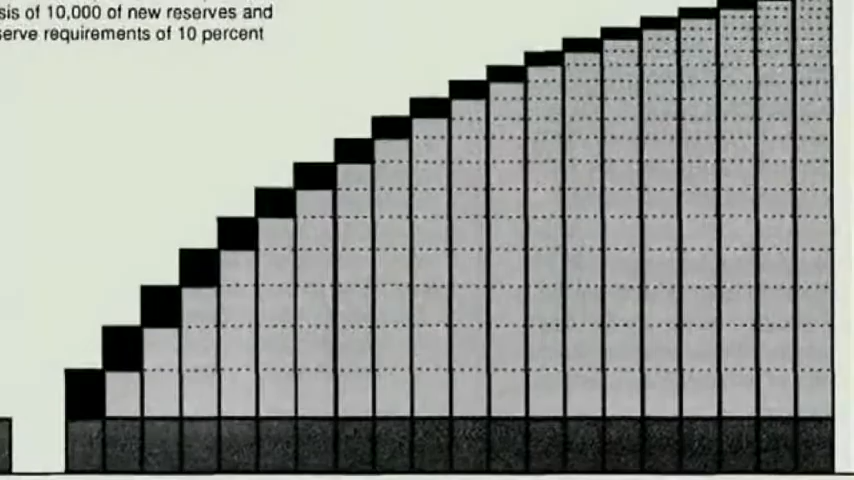 sis of 10,000 of new reserves and
serve requirements of 10 percent